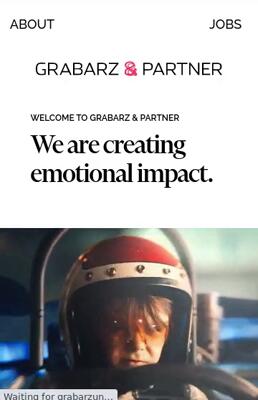 ABOUT JOBS
GRABARZ & PARTNER
WELCOME TO GRABARZ & PARTNER
We are creating
emotional impact.
Waiting for grabarzun...